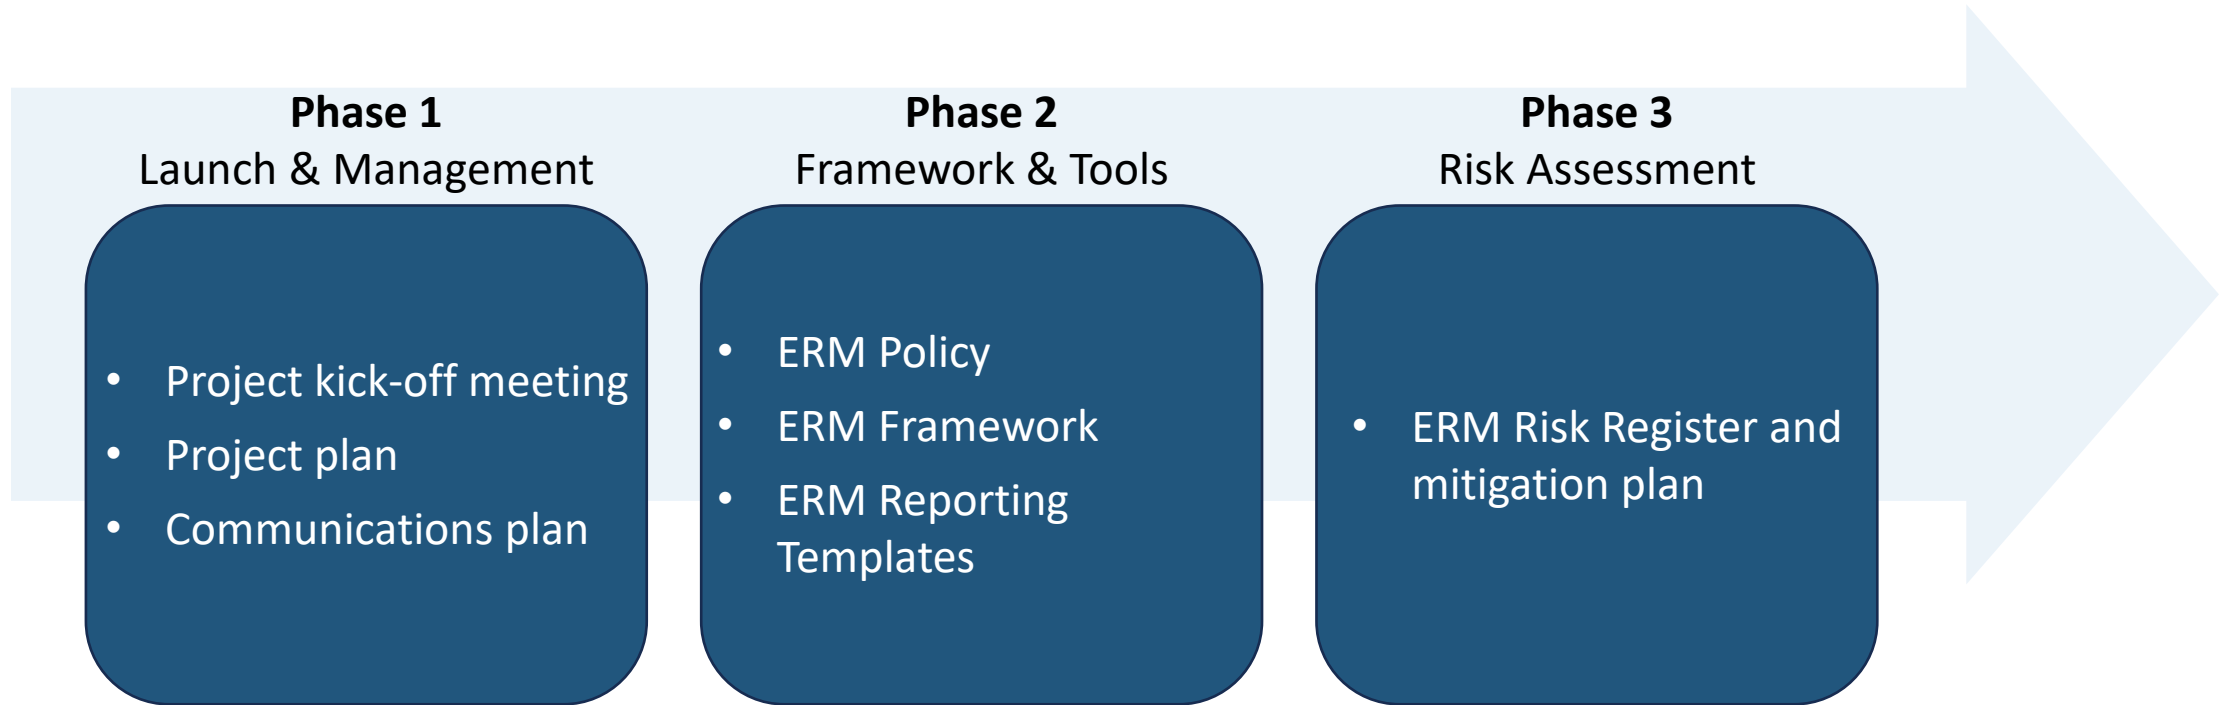 Phase 1
Launch & Management
• Project kick-off meeting
• Project plan
• Communications plan
Phase 2
Framework & Tools
• ERM Policy
• ERM Framework
• ERM Reporting
Templates
Phase 3
Risk Assessment
• ERM Risk Register and
mitigation plan